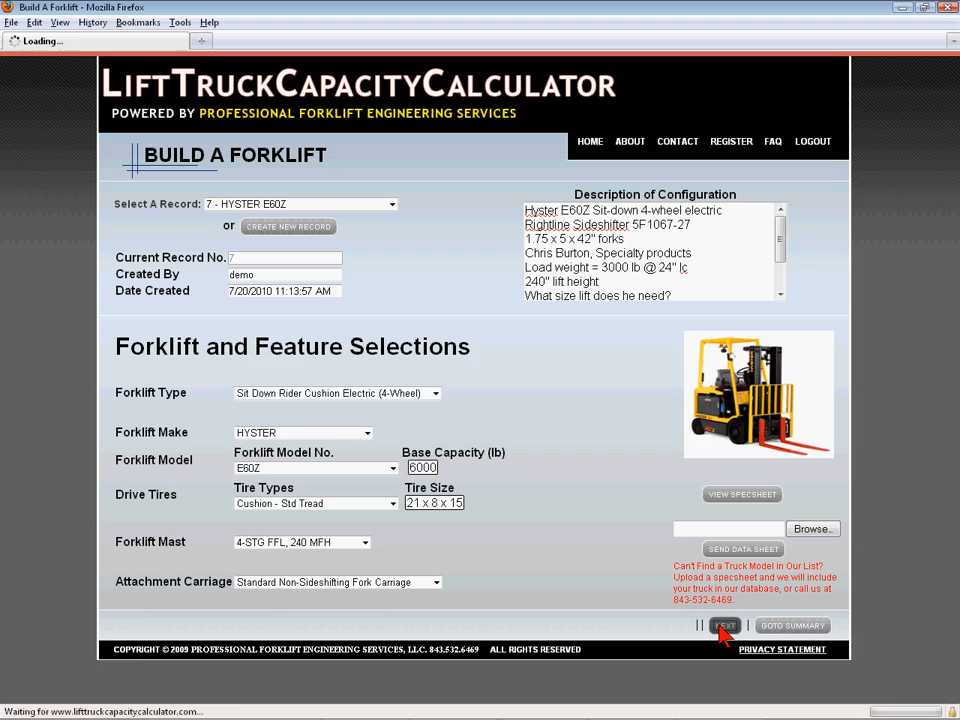 Build A Forklift - Mozilla Firefox
File Edit View History Bookmarks Tools Help
Loading...
LIFTTRUCKCAPACITYCALCULATOR
POWERED BY PROFESSIONAL FORKLIFT ENGINEERING SERVICES
HOME ABOUT CONTACT REGISTER FAQ LOGOUT
BUILD A FORKLIFT
Select A Record: 7 - HYSTER E60Z
or CREATE NEW RECORD
Current Record No. 7
Created By demo
Date Created 7/20/2010 11:13:57 AM
Description of Configuration
Hyster E60Z Sit-down 4-wheel electric
Rightline Sideshifter 5F1067-27
1.75 x 5 x 42" forks
Chris Burton, Specialty products
Load weight = 3000 lb @ 24" lc
240" lift height
What size lift does he need?
Forklift and Feature Selections
Forklift Type Sit Down Rider Cushion Electric (4-Wheel)
Forklift Make HYSTER
Forklift Model No. Base Capacity (lb)
Forklift Model E60Z 6000
Tire Types Tire Size
Drive Tires Cushion - Std Tread 21 x 8 x 15
Forklift Mast 4-STG FFL, 240 MFH
Attachment Carriage Standard Non-Sideshifting Fork Carriage
VIEW SPECSHEET
Browse...
SEND DATA SHEET
Can't Find a Truck Model in Our List?
Upload a specsheet and we will include
your truck in our database, or call us at
843-532-6469.
|| NEXT | GOTO SUMMARY
COPYRIGHT © 2009 PROFESSIONAL FORKLIFT ENGINEERING SERVICES, LLC. 843.532.6469 ALL RIGHTS RESERVED
PRIVACY STATEMENT
Waiting for www.lifttruckcapacitycalculator.com...